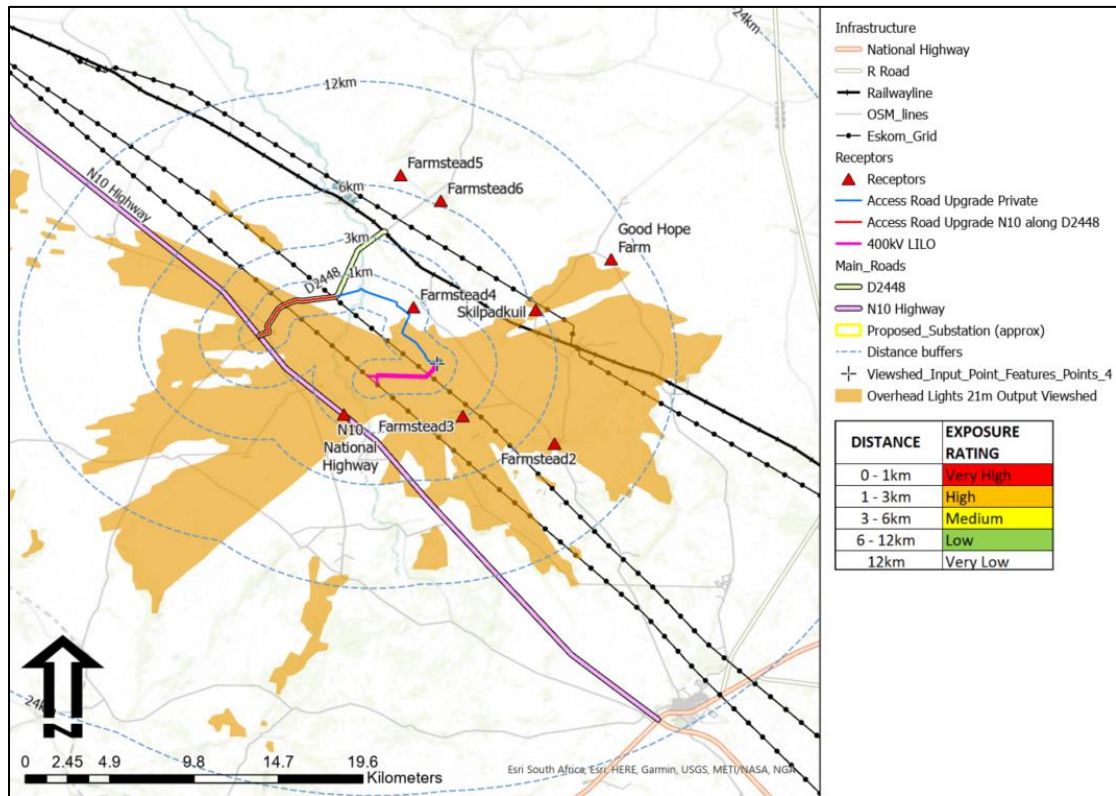 24km
12km
6km
3km
1km
N10 Highway
D2448
Farmstead5
Farmstead6
Good Hope
Farm
Farmstead4
Skilpadkuil
Farmstead3
N10
National
Highway
Farmstead2
24km
N
0 2.45 4.9 9.8 14.7 19.6
Kilometers
Esri South Africa, Esri, HERE, Garmin, USGS, METI/NASA, NGA
Infrastructure
National Highway
R Road
Railwayline
OSM_lines
Eskom_Grid
Receptors
Receptors
Access Road Upgrade Private
Access Road Upgrade N10 along D2448
400kV LILO
Main_Roads
D2448
N10 Highway
Proposed_Substation (approx)
Distance buffers
Viewshed_Input_Point_Features_Points_4
Overhead Lights 21m Output Viewshed
DISTANCE EXPOSURE
RATING
0 - 1km Very High
1 - 3km High
3 - 6km Medium
6 - 12km Low
12km Very Low